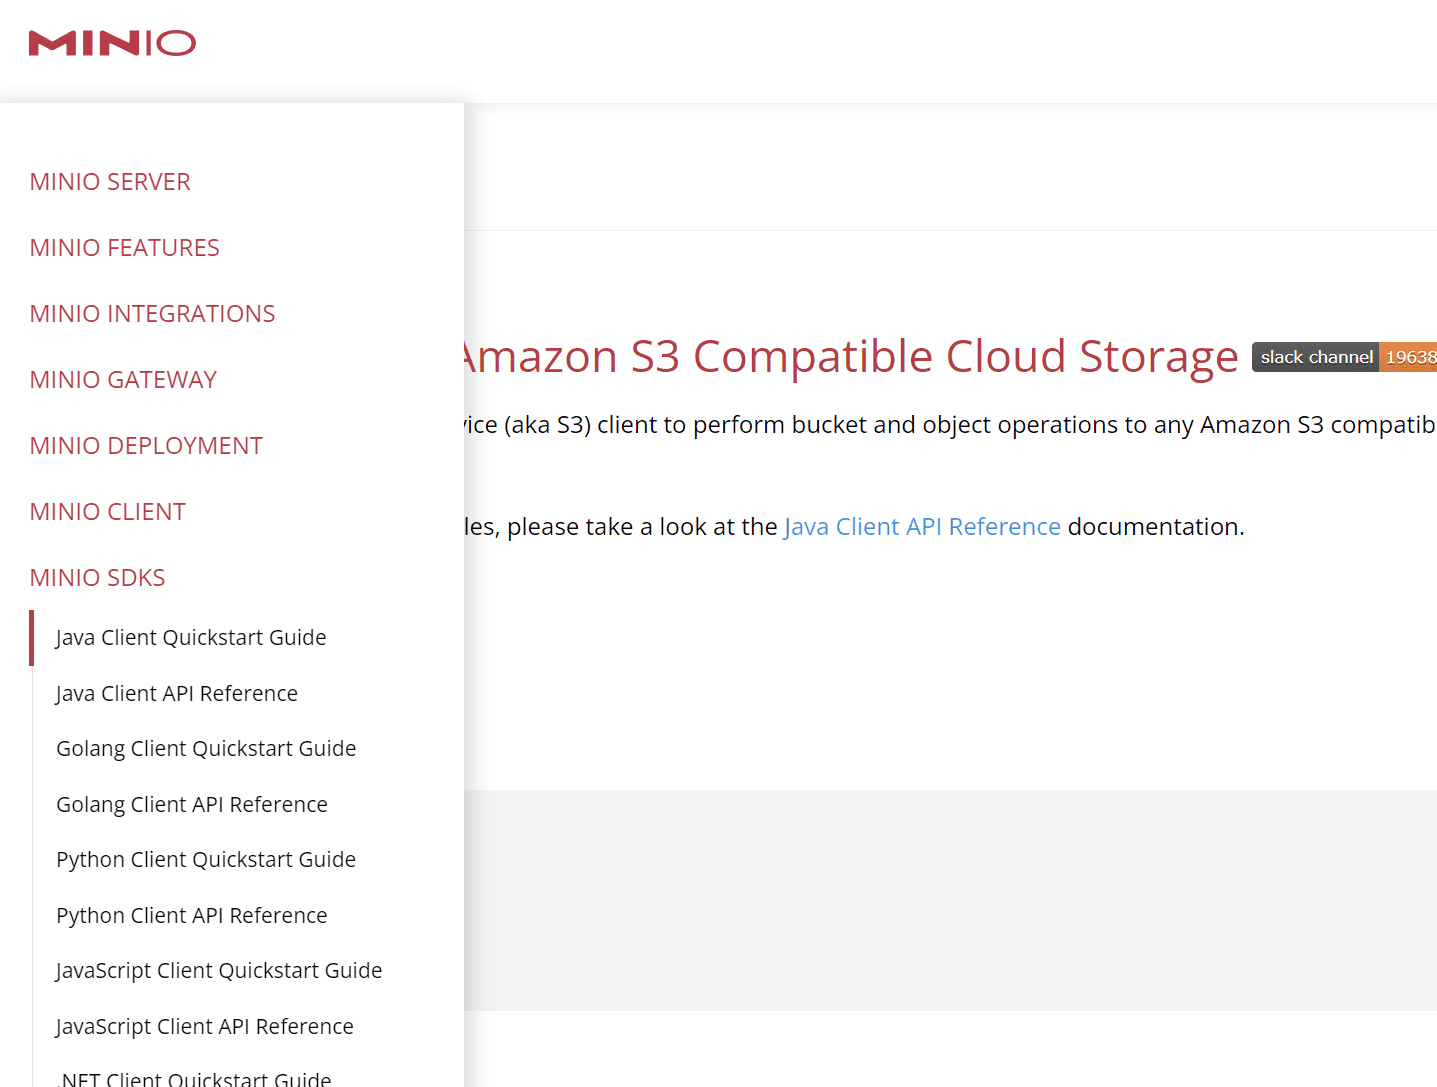 MINIO
MINIO SERVER
MINIO FEATURES
MINIO INTEGRATIONS
MINIO GATEWAY
MINIO DEPLOYMENT
MINIO CLIENT
MINIO SDKS
Java Client Quickstart Guide
Java Client API Reference
Golang Client Quickstart Guide
Golang Client API Reference
Python Client Quickstart Guide
Python Client API Reference
JavaScript Client Quickstart Guide
JavaScript Client API Reference
.NET Client Quickstart Guide
Amazon S3 Compatible Cloud Storage slack channel 19638
(aka S3) client to perform bucket and object operations to any Amazon S3 compatib
les, please take a look at the Java Client API Reference documentation.